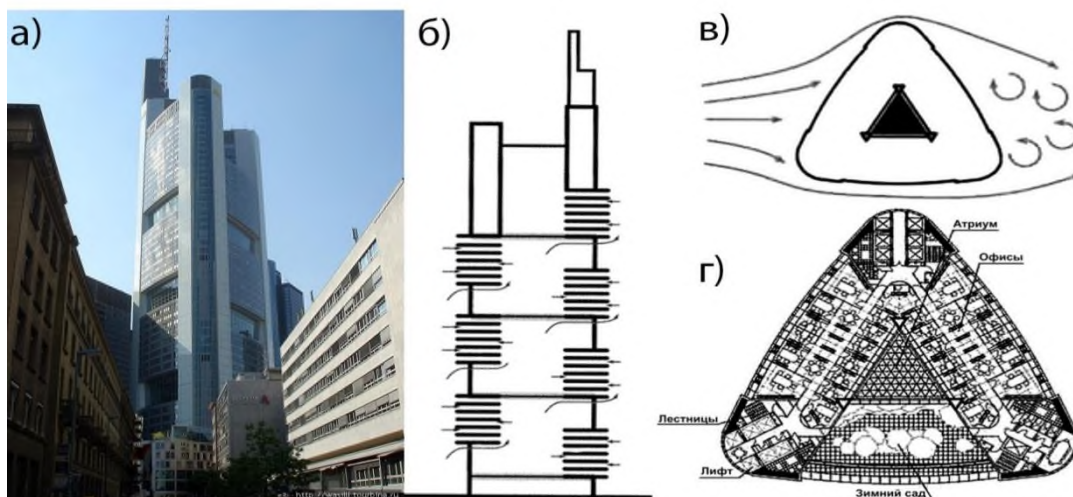 а)
б)
в)
г)
Атриум
Офисы
Лестницы
Лифт
Зимний сад